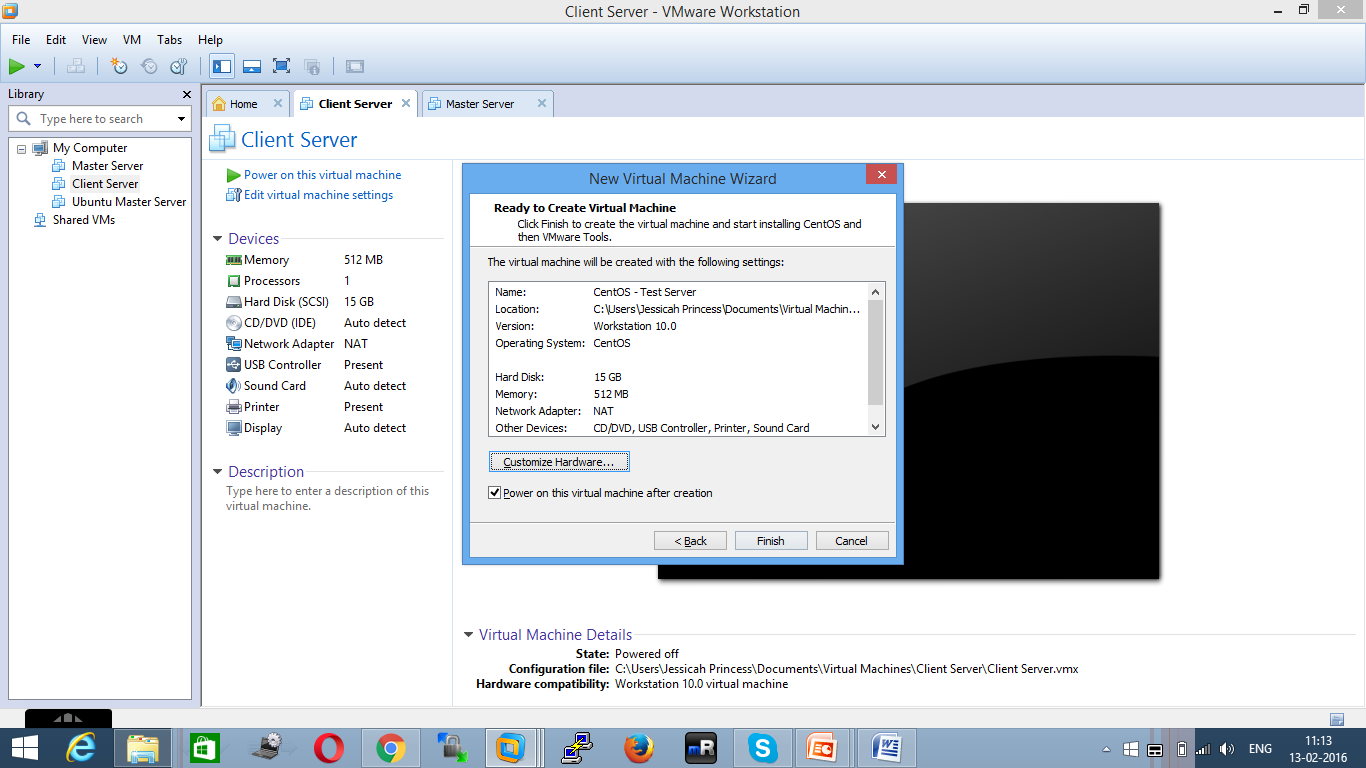 Client Server - VMware Workstation
File Edit View VM Tabs Help
Library
Type here to search
My Computer
Master Server
Client Server
Ubuntu Master Server
Shared VMs
Home
Client Server
Master Server
Client Server
Power on this virtual machine
Edit virtual machine settings
Devices
Memory 512 MB
Processors 1
Hard Disk (SCSI) 15 GB
CD/DVD (IDE) Auto detect
Network Adapter NAT
USB Controller Present
Sound Card Auto detect
Printer Present
Display Auto detect
Description
Type here to enter a description of this
virtual machine.
New Virtual Machine Wizard
Ready to Create Virtual Machine
Click Finish to create the virtual machine and start installing CentOS and
then VMware Tools.
The virtual machine will be created with the following settings:
Name: CentOS - Test Server
Location: C:\Users\Jessicah Princess\Documents\Virtual Machin...
Version: Workstation 10.0
Operating System: CentOS
Hard Disk: 15 GB
Memory: 512 MB
Network Adapter: NAT
Other Devices: CD/DVD, USB Controller, Printer, Sound Card
Customize Hardware...
Power on this virtual machine after creation
< Back Finish Cancel
Virtual Machine Details
State: Powered off
Configuration file: C:\Users\Jessicah Princess\Documents\Virtual Machines\Client Server\Client Server.vmx
Hardware compatibility: Workstation 10.0 virtual machine
mR
ENG
11:13
13-02-2016